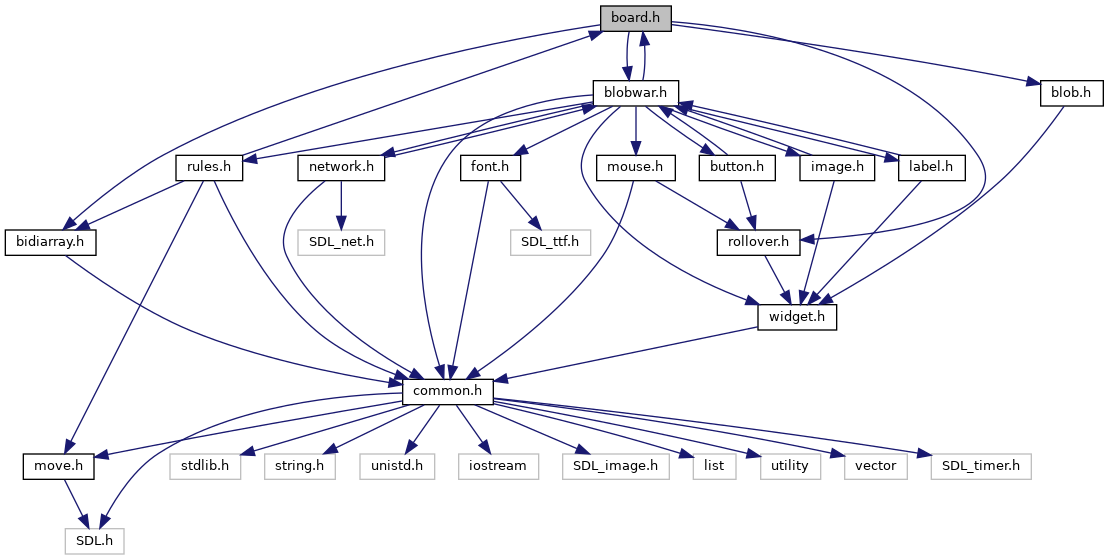 board.h
blobwar.h
blob.h
rules.h
network.h
font.h
mouse.h
button.h
image.h
label.h
bidiarray.h
SDL_net.h
SDL_ttf.h
rollover.h
widget.h
common.h
move.h
stdlib.h
string.h
unistd.h
iostream
SDL_image.h
list
utility
vector
SDL_timer.h
SDL.h